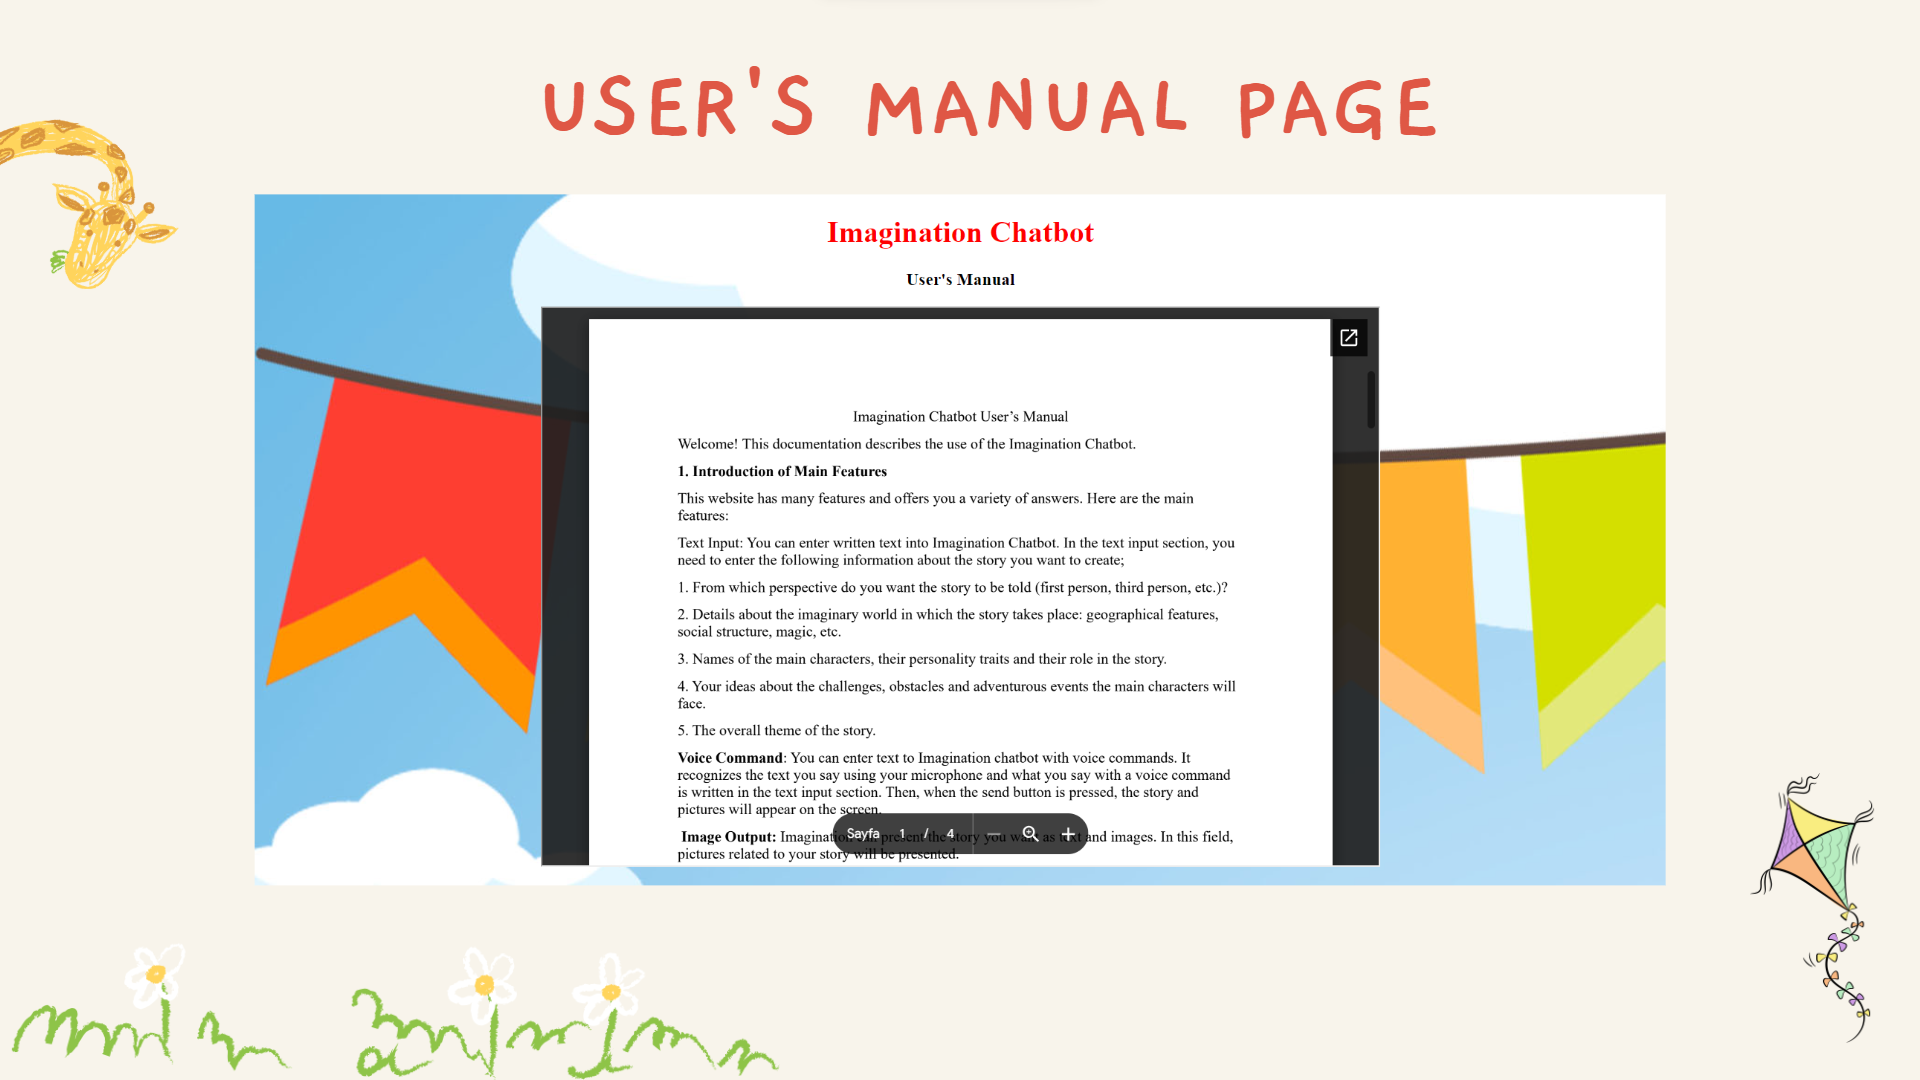 USER'S MANUAL PAGE
Imagination Chatbot
User's Manual
Imagination Chatbot User’s Manual
Welcome! This documentation describes the use of the Imagination Chatbot.
1. Introduction of Main Features
This website has many features and offers you a variety of answers. Here are the main
features:
Text Input: You can enter written text into Imagination Chatbot. In the text input section, you
need to enter the following information about the story you want to create;
1. From which perspective do you want the story to be told (first person, third person, etc.)?
2. Details about the imaginary world in which the story takes place: geographical features,
social structure, magic, etc.
3. Names of the main characters, their personality traits and their role in the story.
4. Your ideas about the challenges, obstacles and adventurous events the main characters will
face.
5. The overall theme of the story.
Voice Command: You can enter text to Imagination chatbot with voice commands. It
recognizes the text you say using your microphone and what you say with a voice command
is written in the text input section. Then, when the send button is pressed, the story and
pictures will appear on the screen.
Image Output: Imagination can present the story you want as text and images. In this field,
pictures related to your story will be presented.
Sayfa 1 / 4